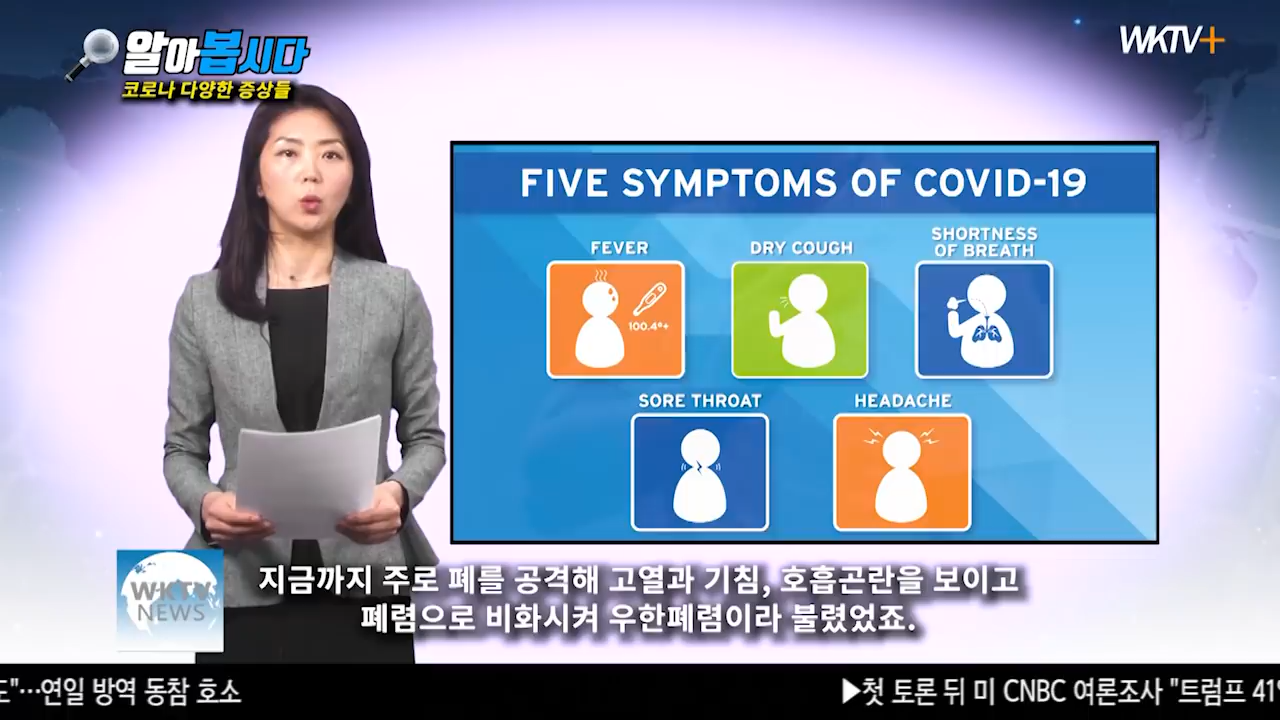 알아봅시다
코로나 다양한 증상들
WKTV+
FIVE SYMPTOMS OF COVID-19
FEVER
DRY COUGH
SHORTNESS
OF BREATH
100.4°+
SORE THROAT
HEADACHE
WKTV
NEWS
지금까지 주로 폐를 공격해 고열과 기침, 호흡곤란을 보이고
폐렴으로 비화시켜 우한폐렴이라 불렸었죠.
"…연일 방역 동참 호소
▶첫 토론 뒤 미 CNBC 여론조사 "트럼프 41